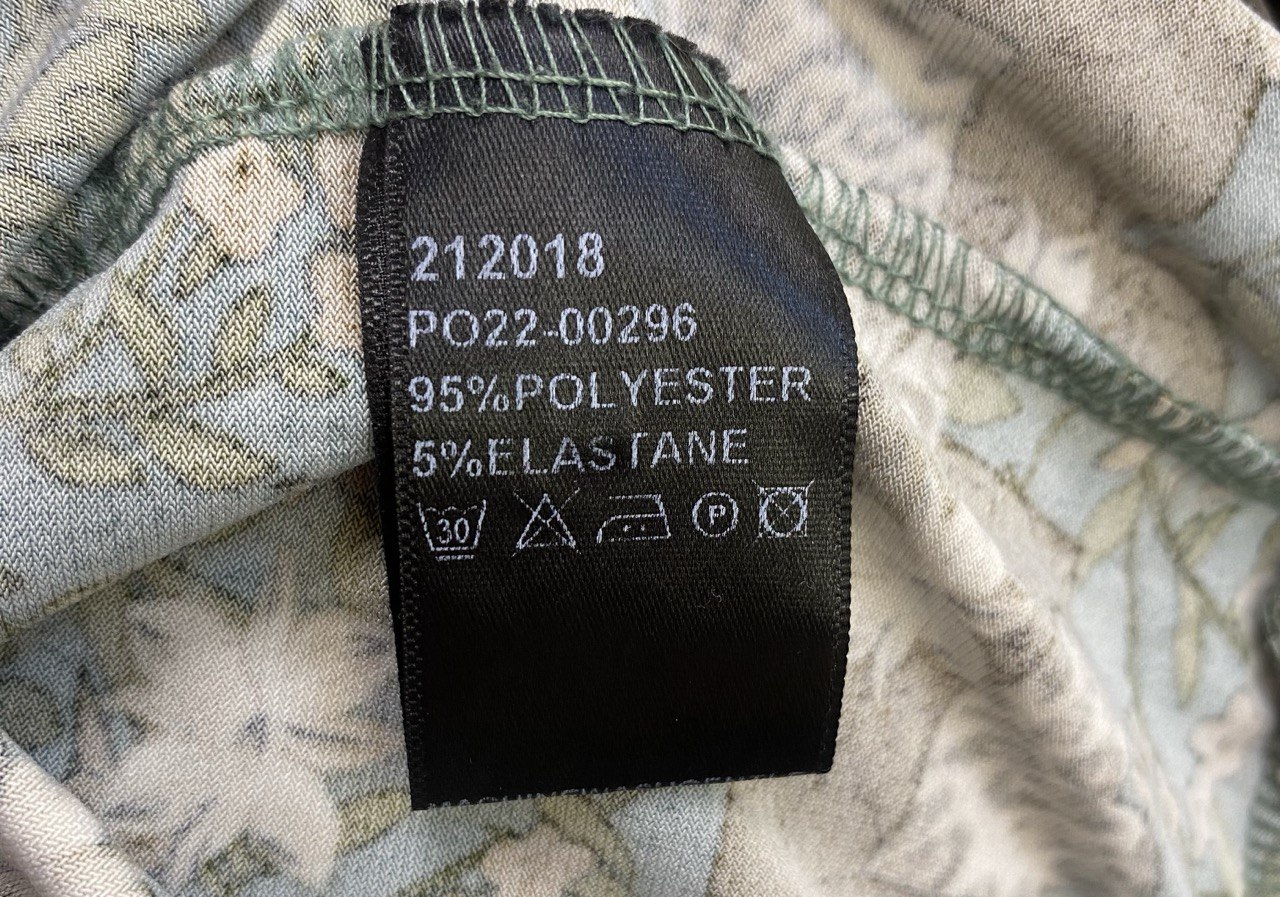 212018
PO22-00296
95%POLYESTER
5%ELASTANE
30 P